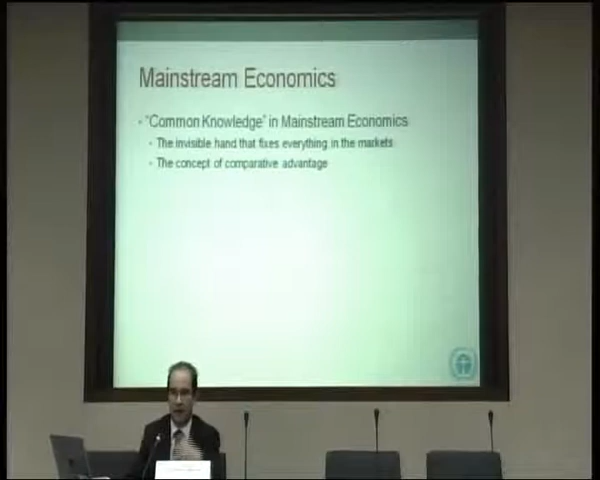 Mainstream Economics
"Common Knowledge" in Mainstream Economics
The invisible hand that fixes everything in the markets
The concept of comparative advantage